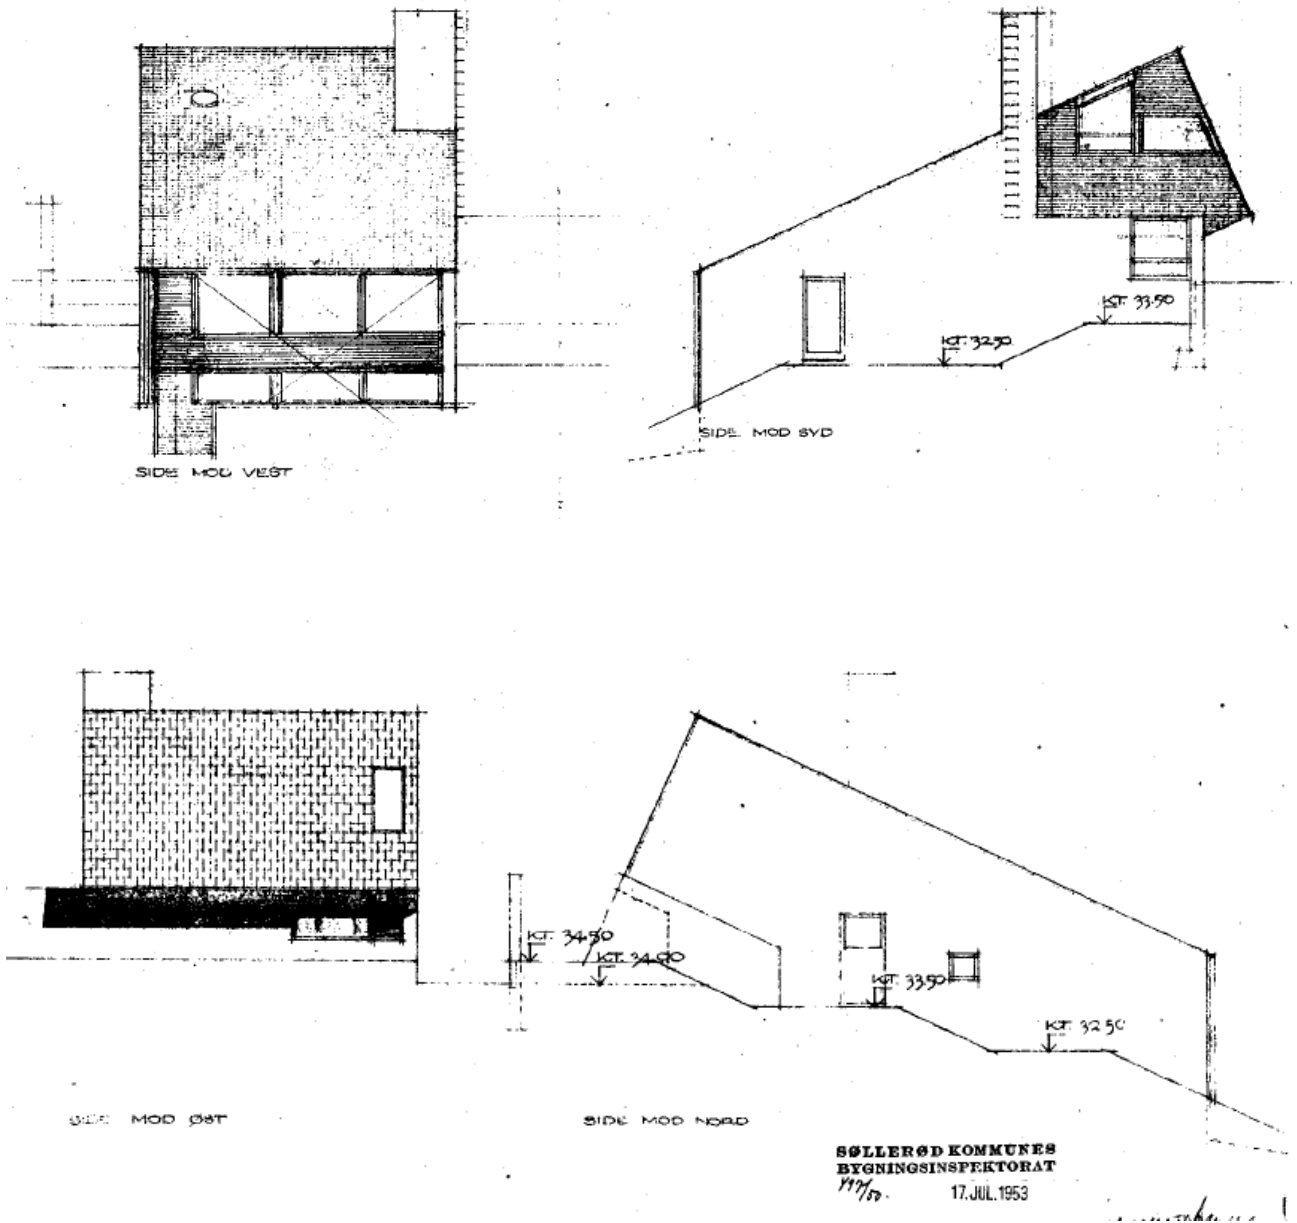 SIDE MOD VEST
KT. 33.50
KT. 32.50
SIDE MOD SYD
KT. 34.50
KT. 34.00
KT. 33.50
KT. 32.50
SIDE MOD ØST
SIDE MOD NORD
SØLLERØD KOMMUNES
BYGNINGSINSPEKTORAT
17. JUL. 1953